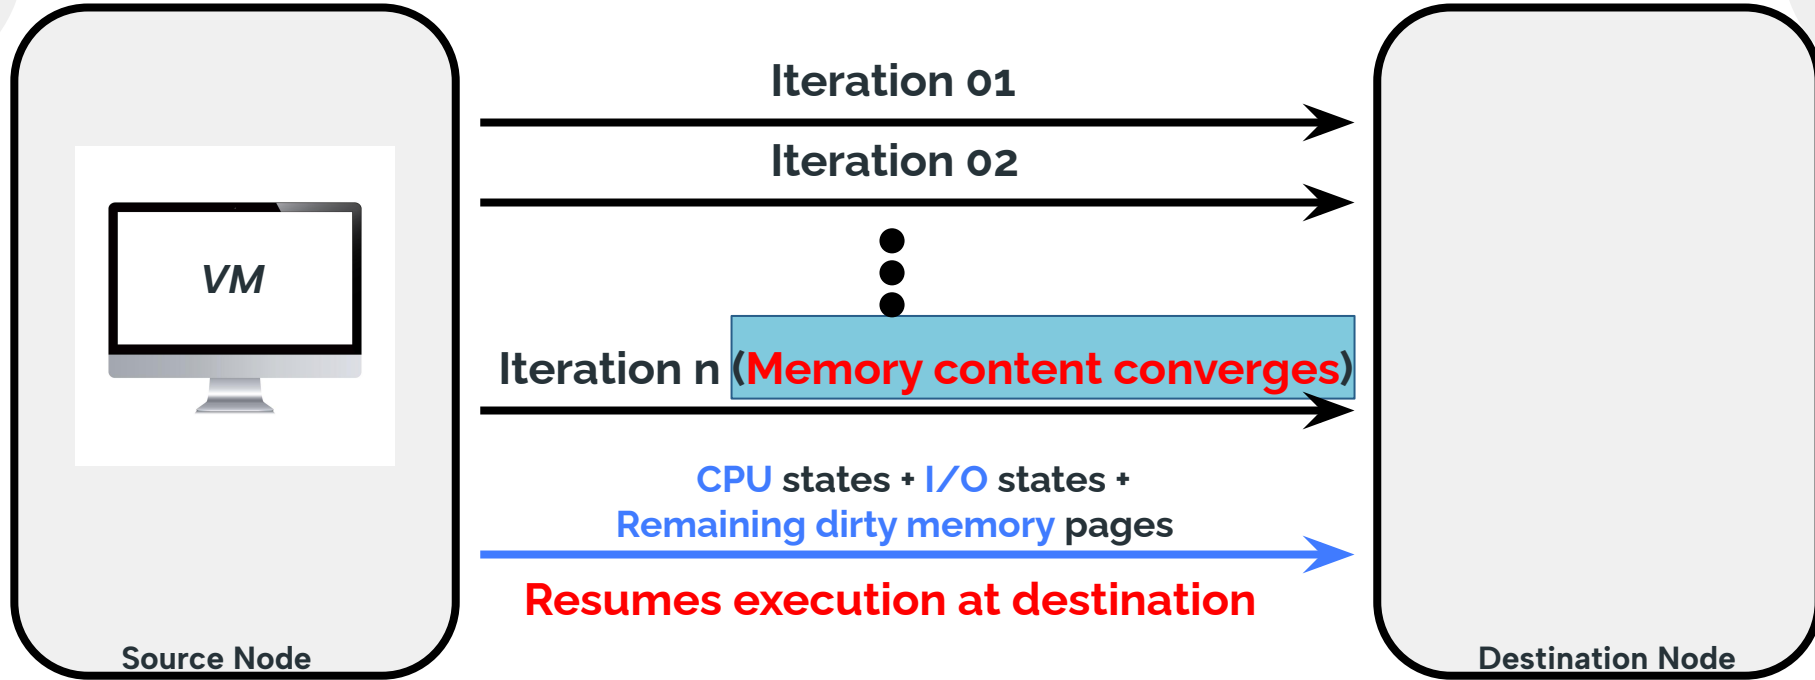 Iteration 01
Iteration 02
VM
Iteration n (Memory content converges)
CPU states + I/O states +
Remaining dirty memory pages
Resumes execution at destination
Source Node
Destination Node